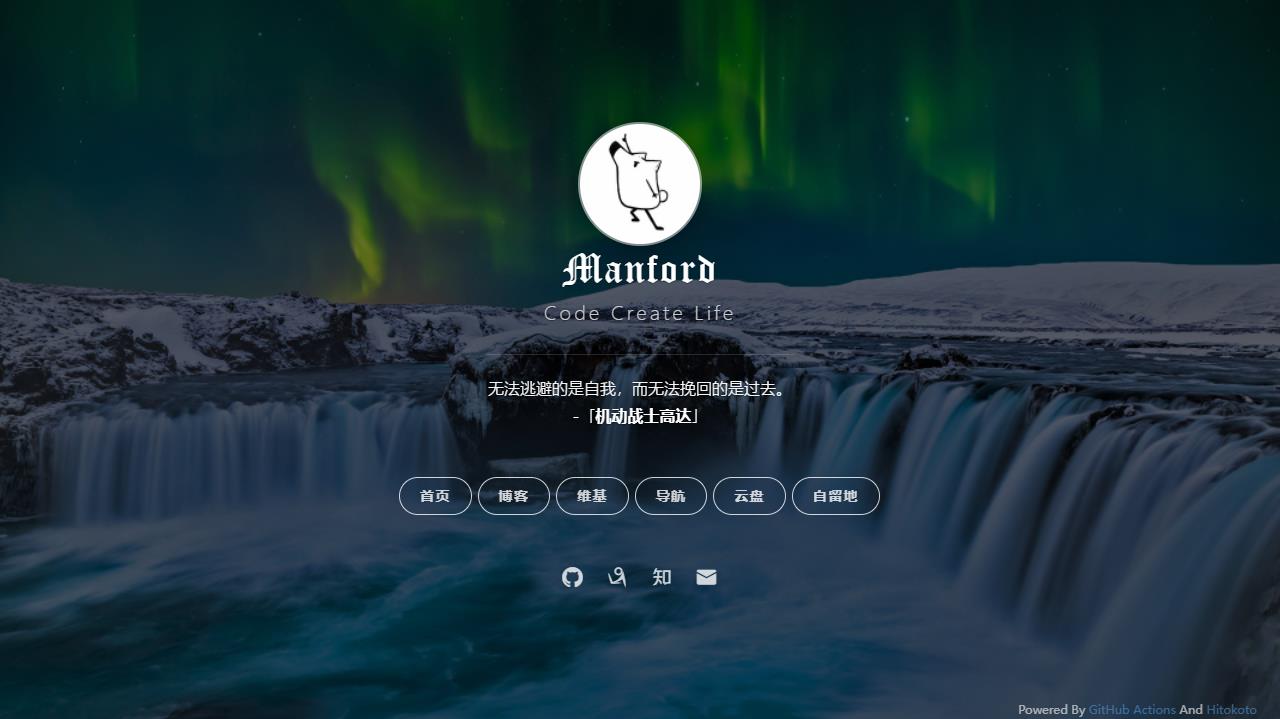 Manford
Code Create Life
无法逃避的是自我，而无法挽回的是过去。
-「机动战士高达」
首页 博客 维基 导航 云盘 自留地
知
Powered By GitHub Actions And Hitokoto